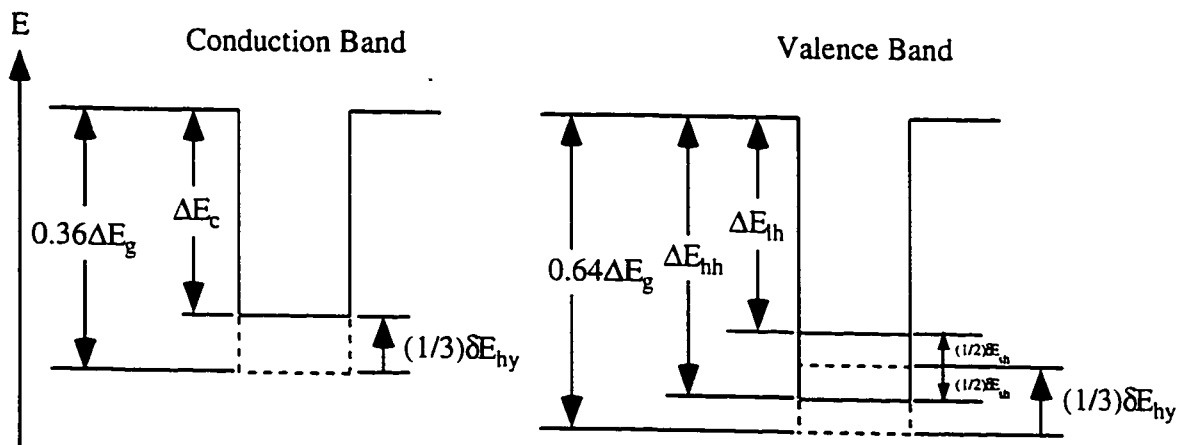 E
Conduction Band
Valence Band
0.36ΔE_g
ΔE_c
(1/3)δE_hy
0.64ΔE_g
ΔE_hh
ΔE_lh
(1/2)δE_sh
(1/2)δE_sh
(1/3)δE_hy